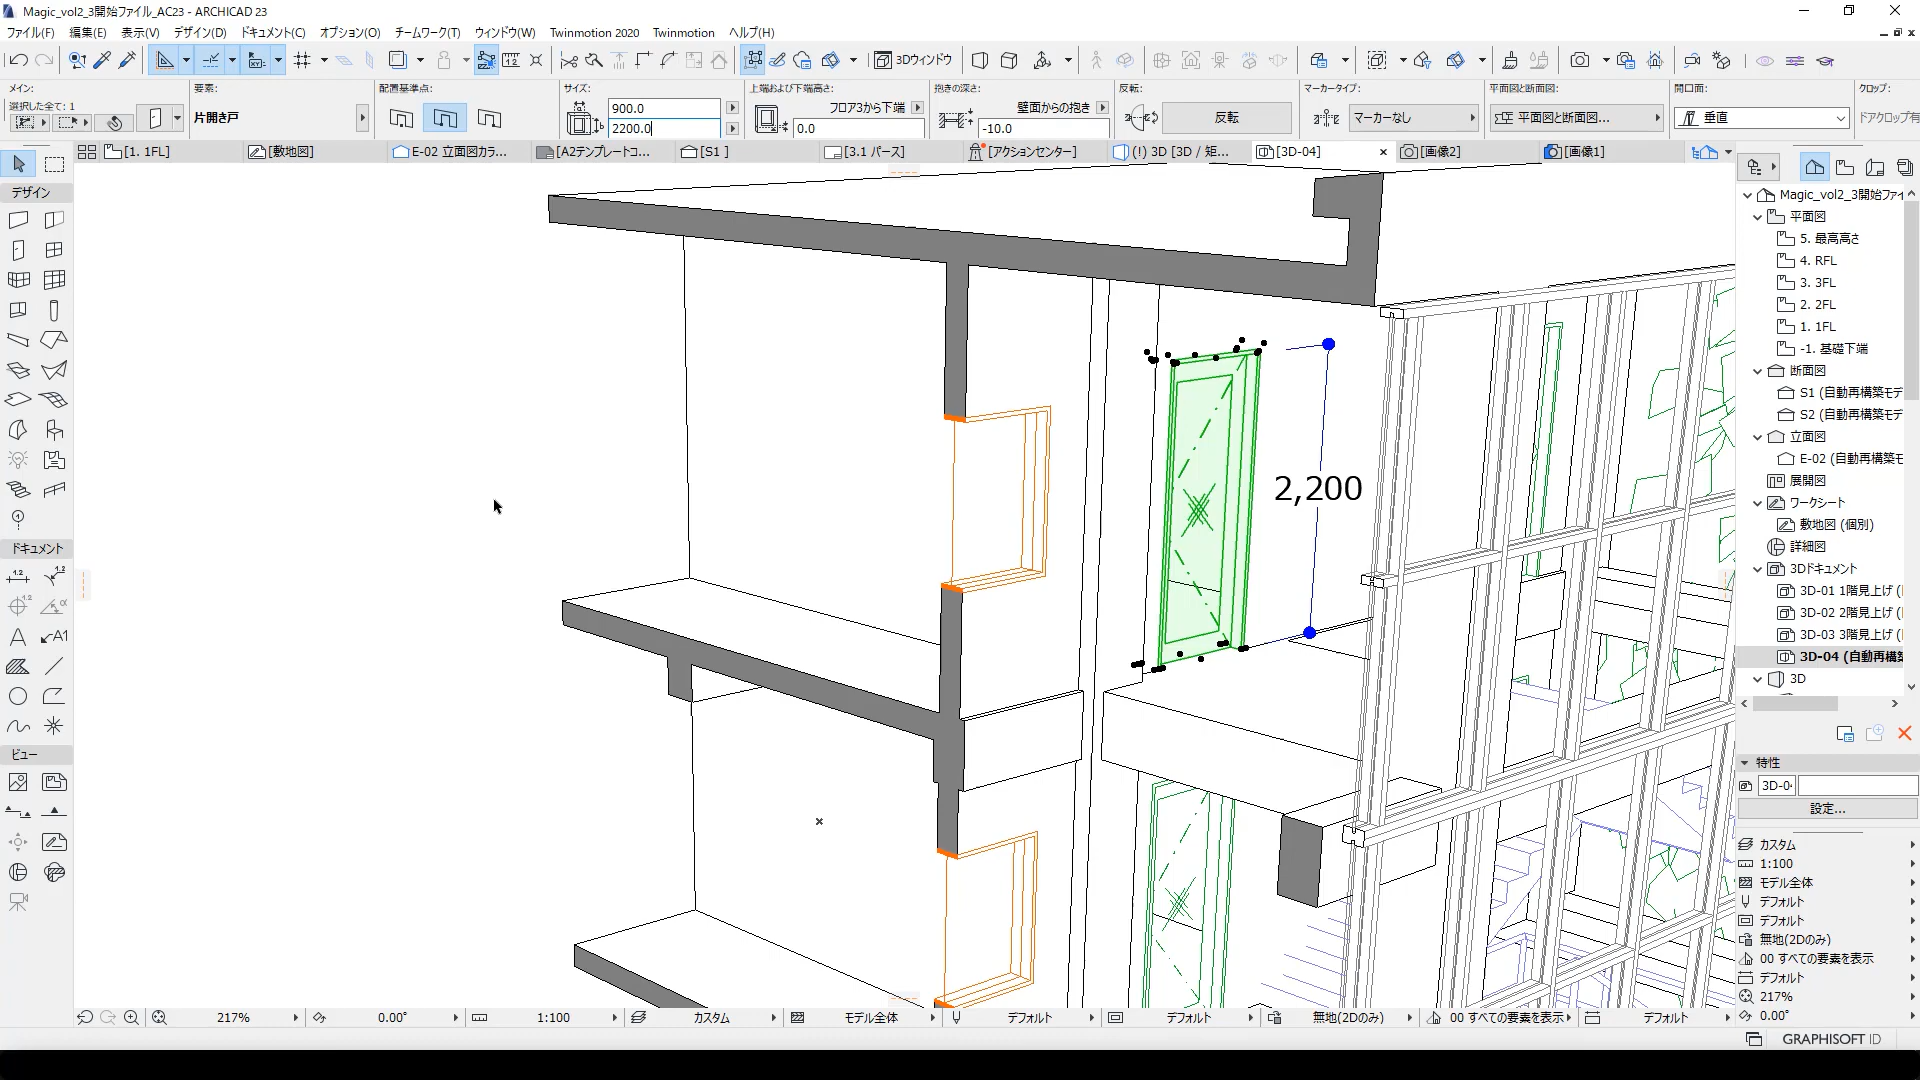 Magic_vol2_3開始ファイル_AC23 - ARCHICAD 23
ファイル(F) 編集(E) 表示(V) デザイン(D) ドキュメント(C) オプション(O) チームワーク(T) ウィンドウ(W) Twinmotion 2020 Twinmotion ヘルプ(H)
3Dウィンドウ
メイン: 要素: 配置基準点: サイズ: 上端および下端高さ: 抱きの深さ: 反転: マーカータイプ: 平面図と断面図: 開口面: クロップ:
選択した全て: 1
片開き戸
900.0
2200.0
フロア3から下端
0.0
壁面からの抱き
-10.0
反転
マーカーなし
平面図と断面図...
垂直
ドアクロップ有
[1. 1FL] [敷地図] E-02 立面図カラ... [A2テンプレートコ... [S1 ] [3.1 パース] [アクションセンター] (!) 3D [3D / 矩... [3D-04] [画像2] [画像1]
デザイン
ドキュメント
ビュー
2,200
Magic_vol2_3開始ファイ
平面図
5. 最高高さ
4. RFL
3. 3FL
2. 2FL
1. 1FL
-1. 基礎下端
断面図
S1 (自動再構築モデ
S2 (自動再構築モデ
立面図
E-02 (自動再構築モ
展開図
ワークシート
敷地図 (個別)
詳細図
3Dドキュメント
3D-01 1階見上げ (
3D-02 2階見上げ (
3D-03 3階見上げ (
3D-04 (自動再構築
3D
特性
3D-0
設定...
カスタム
1:100
モデル全体
デフォルト
デフォルト
無地(2Dのみ)
00 すべての要素を表示
デフォルト
217%
0.00°
217% 0.00° 1:100 カスタム モデル全体 デフォルト デフォルト 無地(2Dのみ) 00 すべての要素を表示 デフォルト
GRAPHISOFT ID